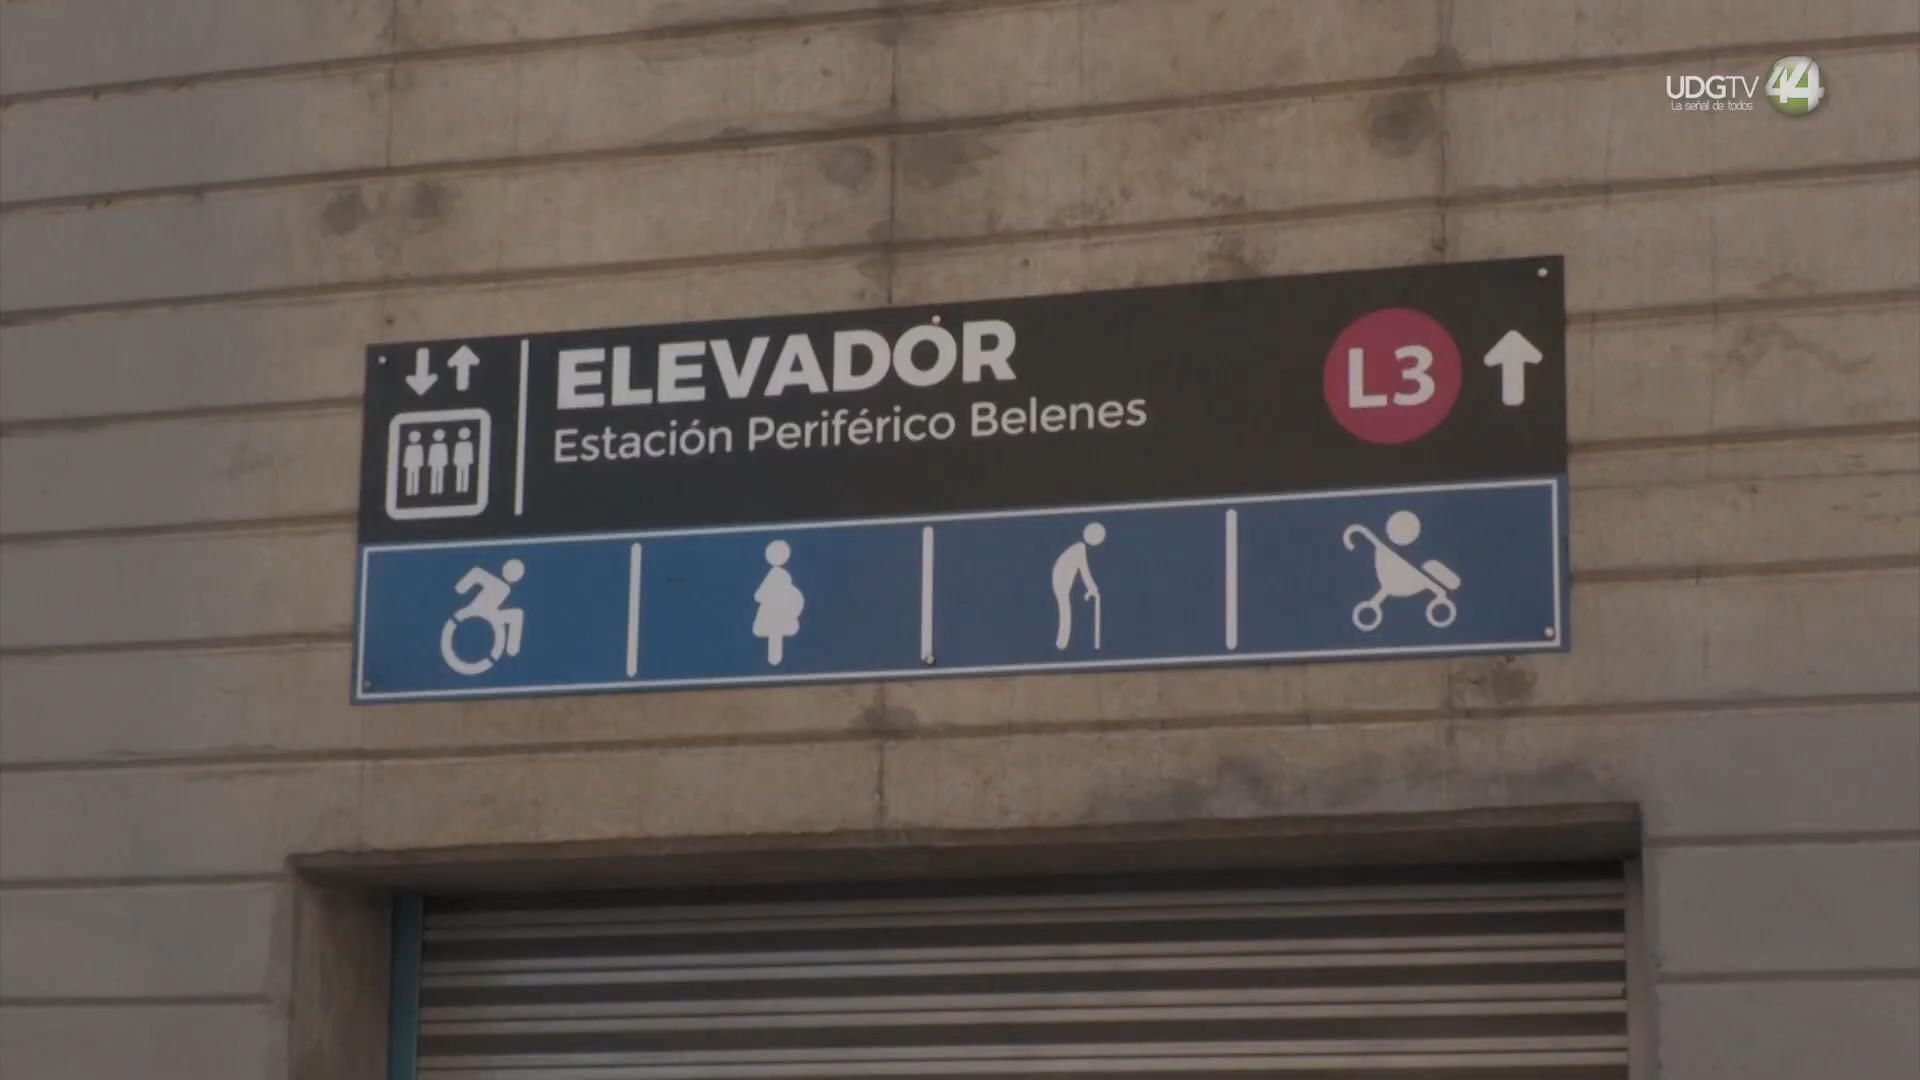 UDGTV 44
La señal de todos
ELEVADOR
Estación Periférico Belenes
L3